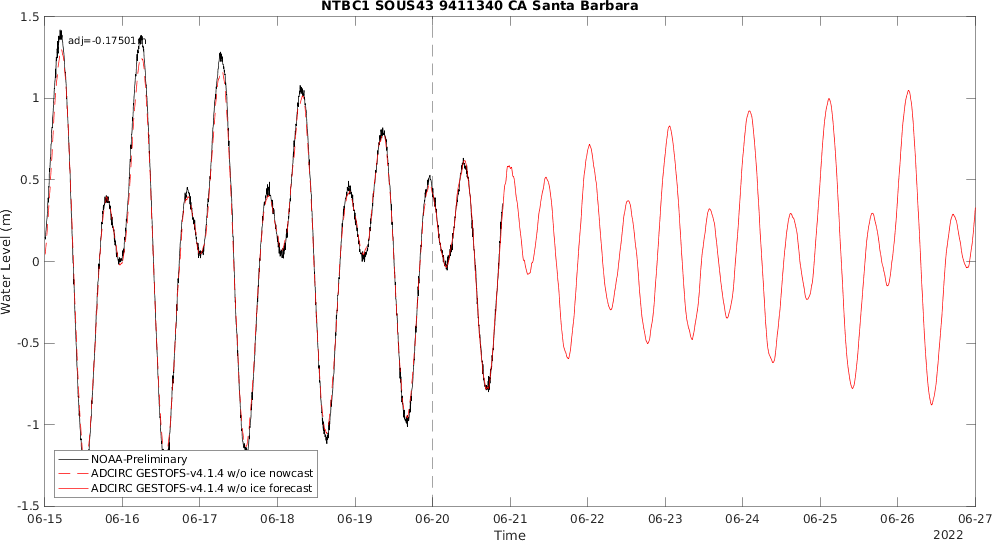 NTBC1 SOUS43 9411340 CA Santa Barbara
1.5
adj=-0.17501 m
1
0.5
0
-0.5
-1
-1.5
Water Level (m)
NOAA-Preliminary
ADCIRC GESTOFS-v4.1.4 w/o ice nowcast
ADCIRC GESTOFS-v4.1.4 w/o ice forecast
06-15 06-16 06-17 06-18 06-19 06-20 06-21 06-22 06-23 06-24 06-25 06-26 06-27
Time
2022